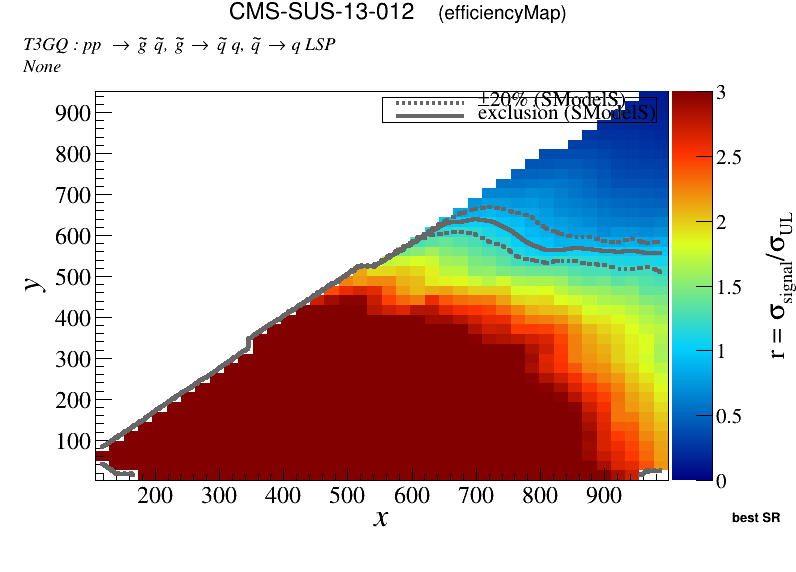 CMS-SUS-13-012 (efficiencyMap)
T3GQ : pp → g̃ q̃, g̃ → q̃ q, q̃ → q LSP
None
±20% (SModelS)
exclusion (SModelS)
900
800
700
600
500
400
300
200
100
y
200 300 400 500 600 700 800 900
x
3
2.5
2
1.5
1
0.5
0
r = σsignal/σUL
best SR